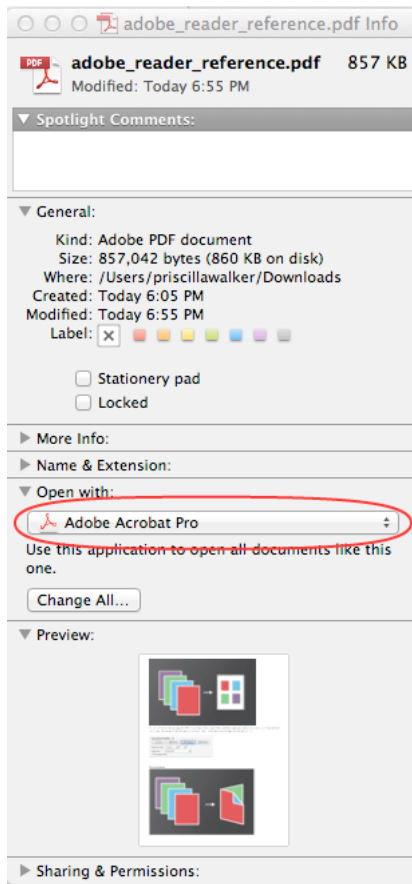 adobe_reader_reference.pdf Info
PDF
adobe_reader_reference.pdf 857 KB
Modified: Today 6:55 PM
Spotlight Comments:
General:
Kind: Adobe PDF document
Size: 857,042 bytes (860 KB on disk)
Where: /Users/priscillawalker/Downloads
Created: Today 6:05 PM
Modified: Today 6:55 PM
Label:
Stationery pad
Locked
More Info:
Name & Extension:
Open with:
Adobe Acrobat Pro
Use this application to open all documents like this
one.
Change All...
Preview:
Sharing & Permissions: